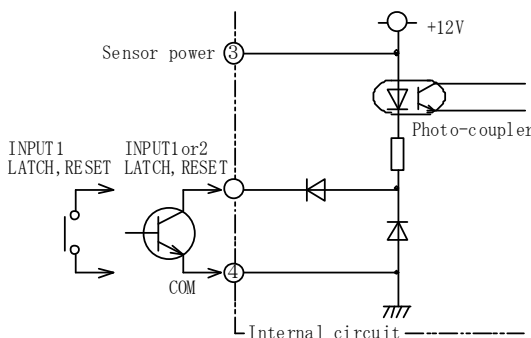 +12V
Sensor power ③
Photo-coupler
INPUT1
LATCH, RESET
INPUT1or2
LATCH, RESET
④
COM
Internal circuit